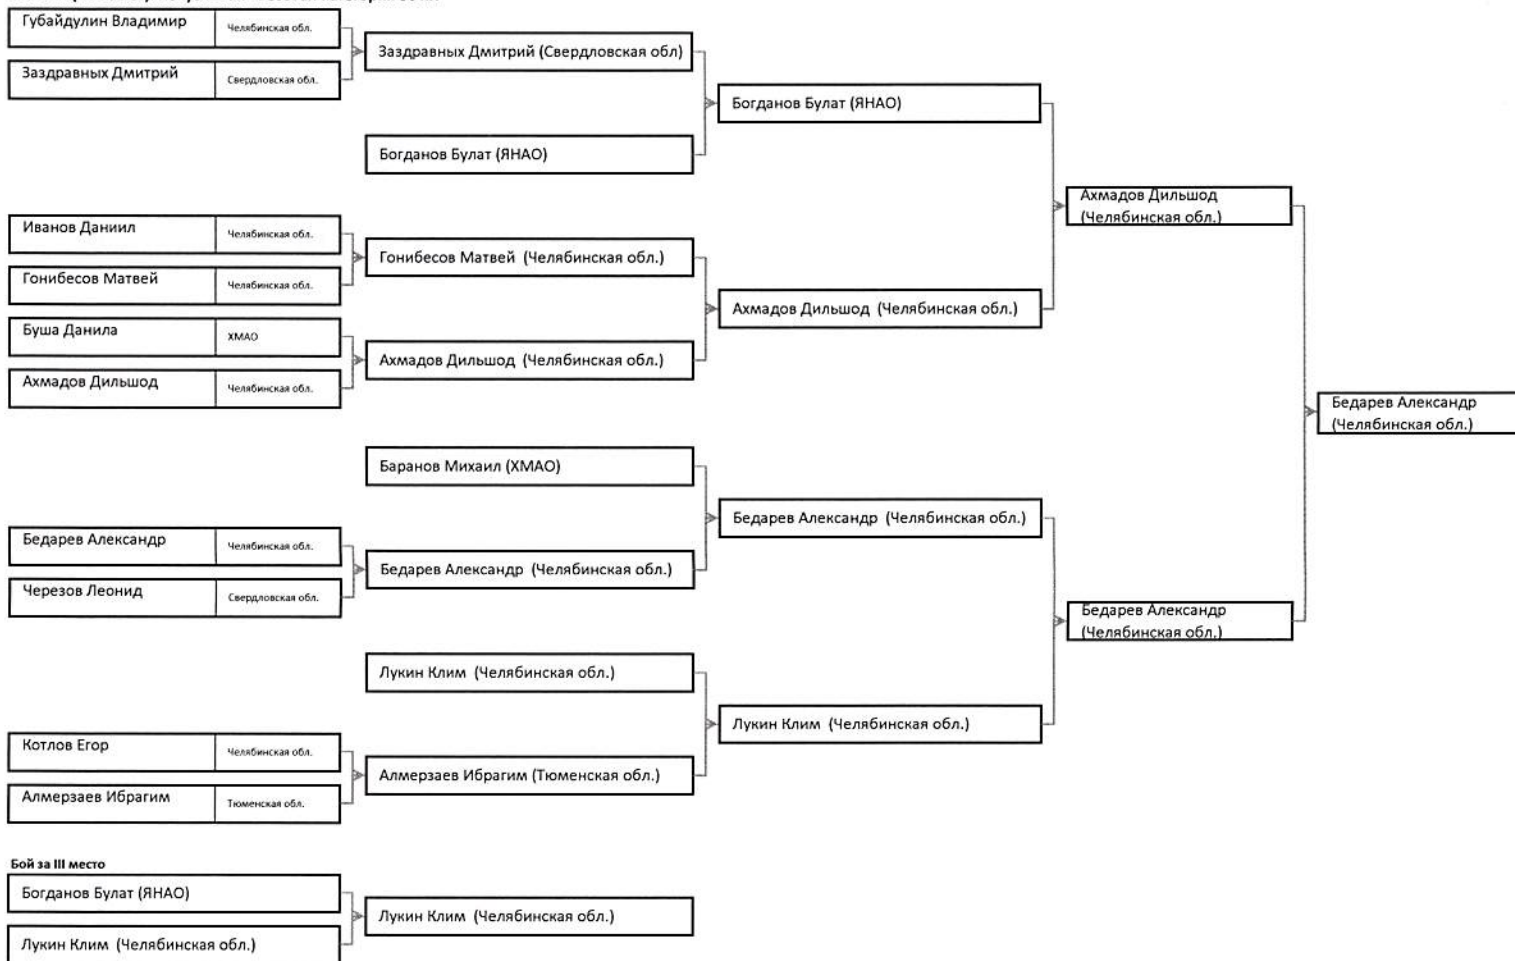 Губайдулин Владимир Челябинская обл.
Заздравных Дмитрий Свердловская обл.
Заздравных Дмитрий (Свердловская обл)
Богданов Булат (ЯНАО)
Богданов Булат (ЯНАО)
Иванов Даниил Челябинская обл.
Гонибесов Матвей Челябинская обл.
Гонибесов Матвей (Челябинская обл.)
Буша Данила ХМАО
Ахмадов Дильшод Челябинская обл.
Ахмадов Дильшод (Челябинская обл.)
Ахмадов Дильшод (Челябинская обл.)
Ахмадов Дильшод
(Челябинская обл.)
Баранов Михаил (ХМАО)
Бедарев Александр Челябинская обл.
Черезов Леонид Свердловская обл.
Бедарев Александр (Челябинская обл.)
Бедарев Александр (Челябинская обл.)
Лукин Клим (Челябинская обл.)
Котлов Егор Челябинская обл.
Алмерзаев Ибрагим Тюменская обл.
Алмерзаев Ибрагим (Тюменская обл.)
Лукин Клим (Челябинская обл.)
Бедарев Александр
(Челябинская обл.)
Бедарев Александр
(Челябинская обл.)
Бой за III место
Богданов Булат (ЯНАО)
Лукин Клим (Челябинская обл.)
Лукин Клим (Челябинская обл.)